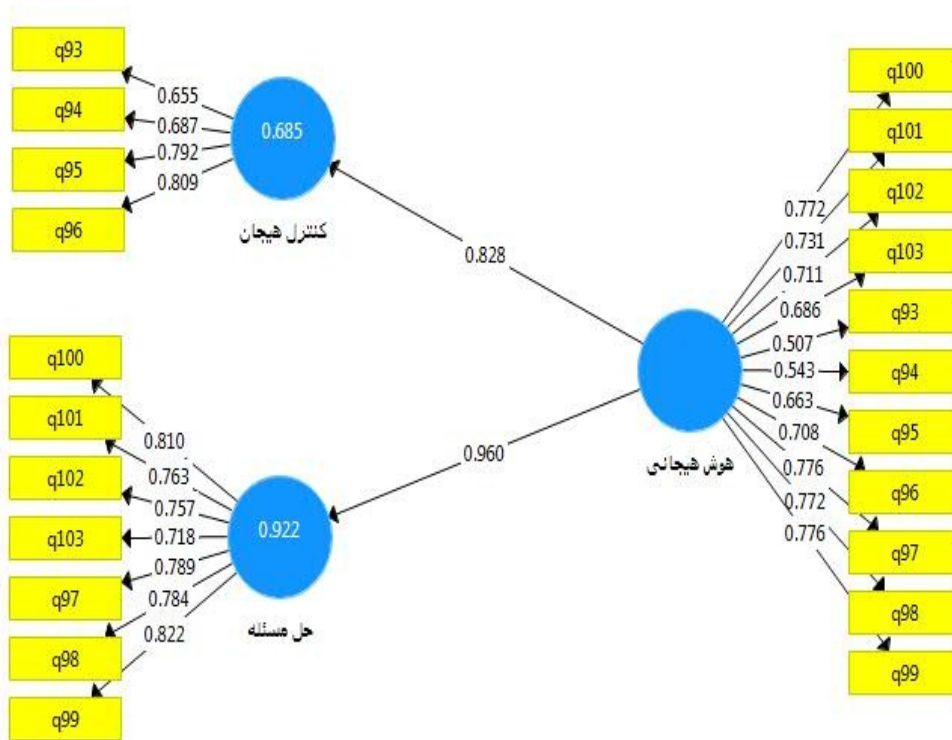 q93
q94
q95
q96
0.655
0.687
0.792
0.809
0.685
کنترل هیجان
0.828
q100
q101
q102
q103
q97
q98
q99
0.810
0.763
0.757
0.718
0.789
0.784
0.822
0.922
حل مسئله
0.960
هوش هیجانی
0.772
0.731
0.711
0.686
0.507
0.543
0.663
0.708
0.776
0.772
0.776
q100
q101
q102
q103
q93
q94
q95
q96
q97
q98
q99